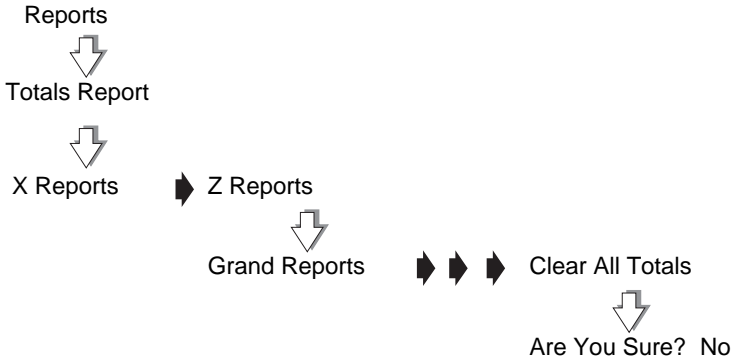 Reports
Totals Report
X Reports Z Reports
Grand Reports Clear All Totals
Are You Sure? No